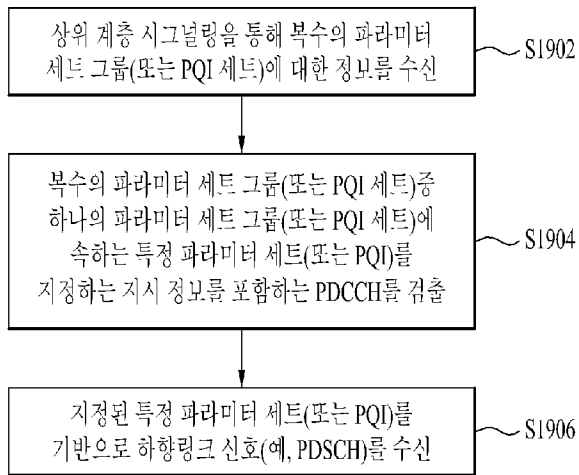 상위 계층 시그널링을 통해 복수의 파라미터
세트 그룹(또는 PQI 세트)에 대한 정보를 수신
S1902
복수의 파라미터 세트 그룹(또는 PQI 세트)중
하나의 파라미터 세트 그룹(또는 PQI 세트)에
속하는 특정 파라미터 세트(또는 PQI)를
지정하는 지시 정보를 포함하는 PDCCH를 검출
S1904
지정된 특정 파라미터 세트(또는 PQI)를
기반으로 하향링크 신호(예, PDSCH)를 수신
S1906